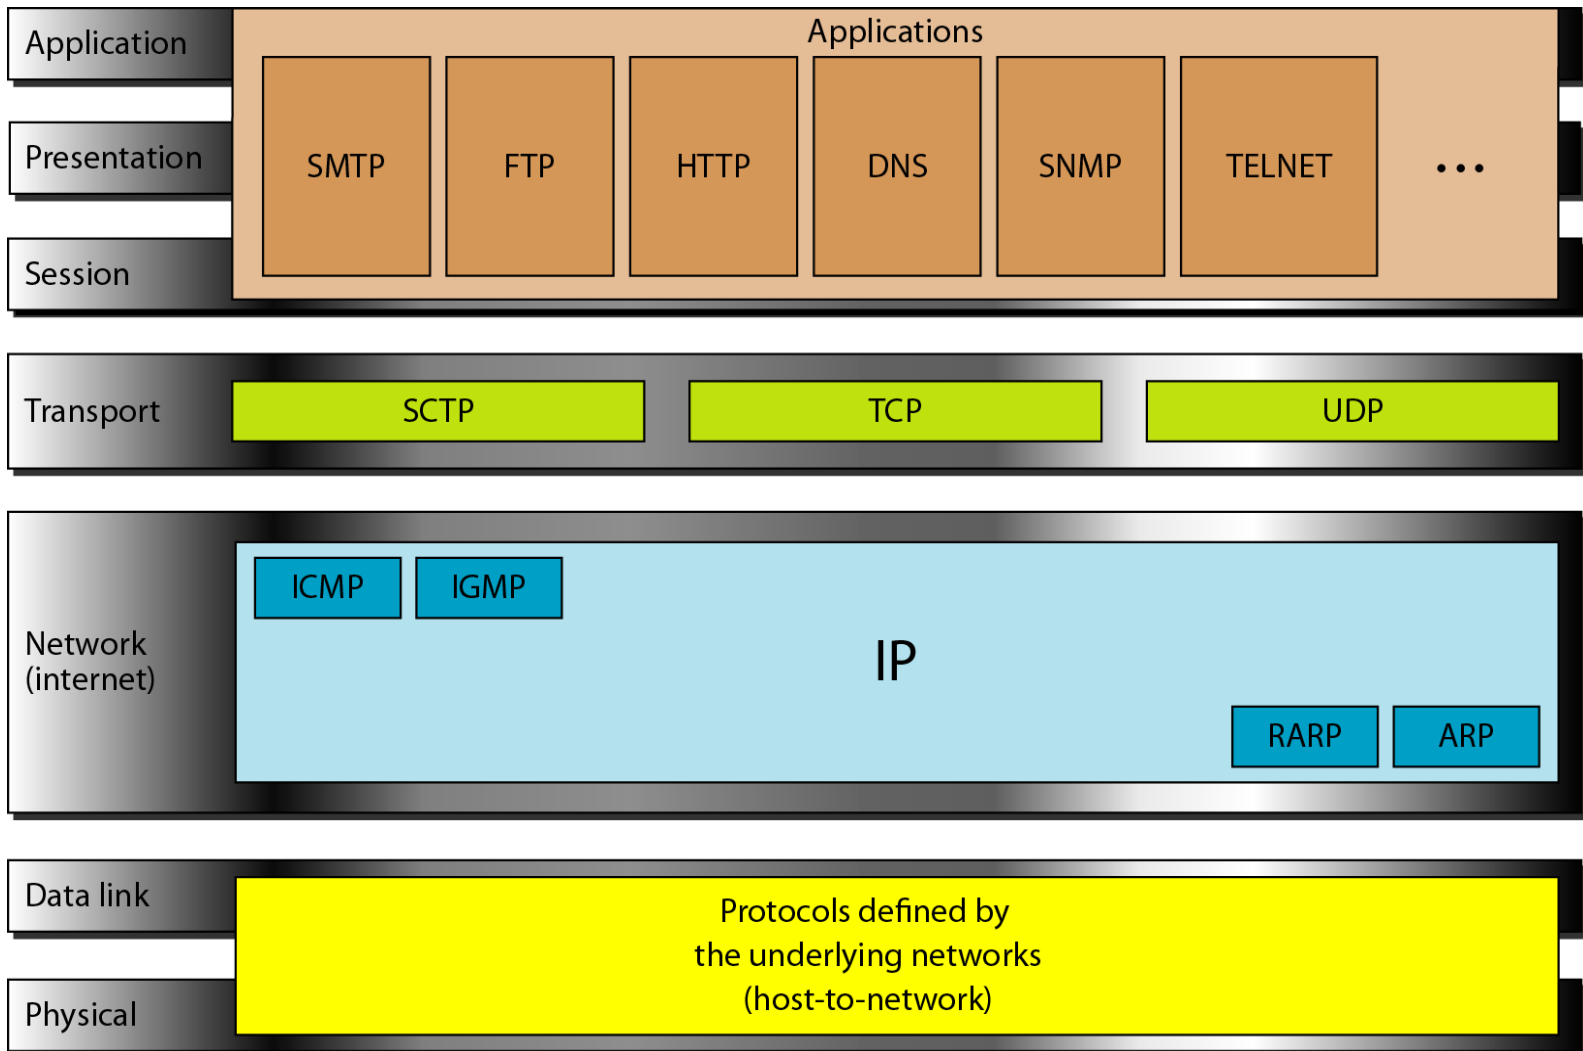 Application
Applications
Presentation
SMTP
FTP
HTTP
DNS
SNMP
TELNET
...
Session
Transport
SCTP
TCP
UDP
Network
(internet)
ICMP
IGMP
IP
RARP
ARP
Data link
Physical
Protocols defined by
the underlying networks
(host-to-network)